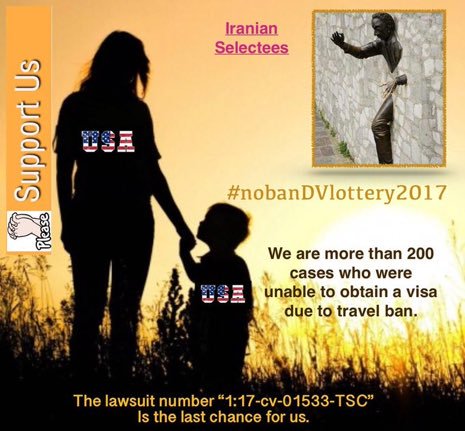 Support Us
Please
Iranian
Selectees
#nobanDVlottery2017
USA
USA
We are more than 200
cases who were
unable to obtain a visa
due to travel ban.
The lawsuit number “1:17-cv-01533-TSC”
Is the last chance for us.